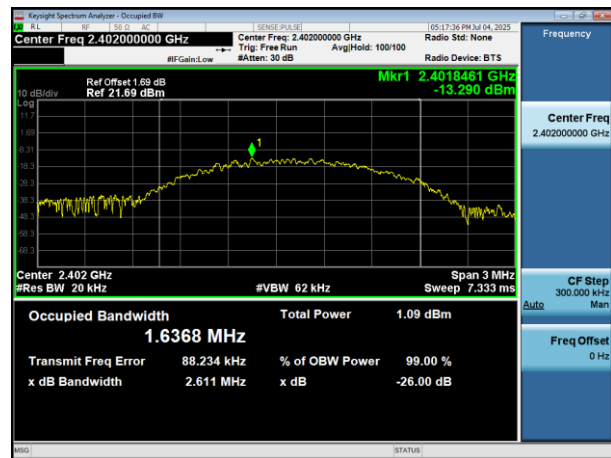 Keysight Spectrum Analyzer - Occupied BW
RL RF 50 Ω AC SENSE:PULSE 05:17:36 PM Jul 04, 2025
Center Freq 2.402000000 GHz Center Freq: 2.402000000 GHz Radio Std: None Frequency
Trig: Free Run Avg|Hold: 100/100
#IFGain:Low #Atten: 30 dB Radio Device: BTS
Ref Offset 1.69 dB Mkr1 2.4018461 GHz
10 dB/div Ref 21.69 dBm -13.290 dBm
Log
11.7
1.69
-8.31
-18.3
-28.3
-38.3
-48.3
-58.3
-68.3
1
Center Freq
2.402000000 GHz
Center 2.402 GHz Span 3 MHz
#Res BW 20 kHz #VBW 62 kHz Sweep 7.333 ms
CF Step
300.000 kHz
Auto Man
Occupied Bandwidth Total Power 1.09 dBm
1.6368 MHz
Freq Offset
0 Hz
Transmit Freq Error 88.234 kHz % of OBW Power 99.00 %
x dB Bandwidth 2.611 MHz x dB -26.00 dB
MSG STATUS